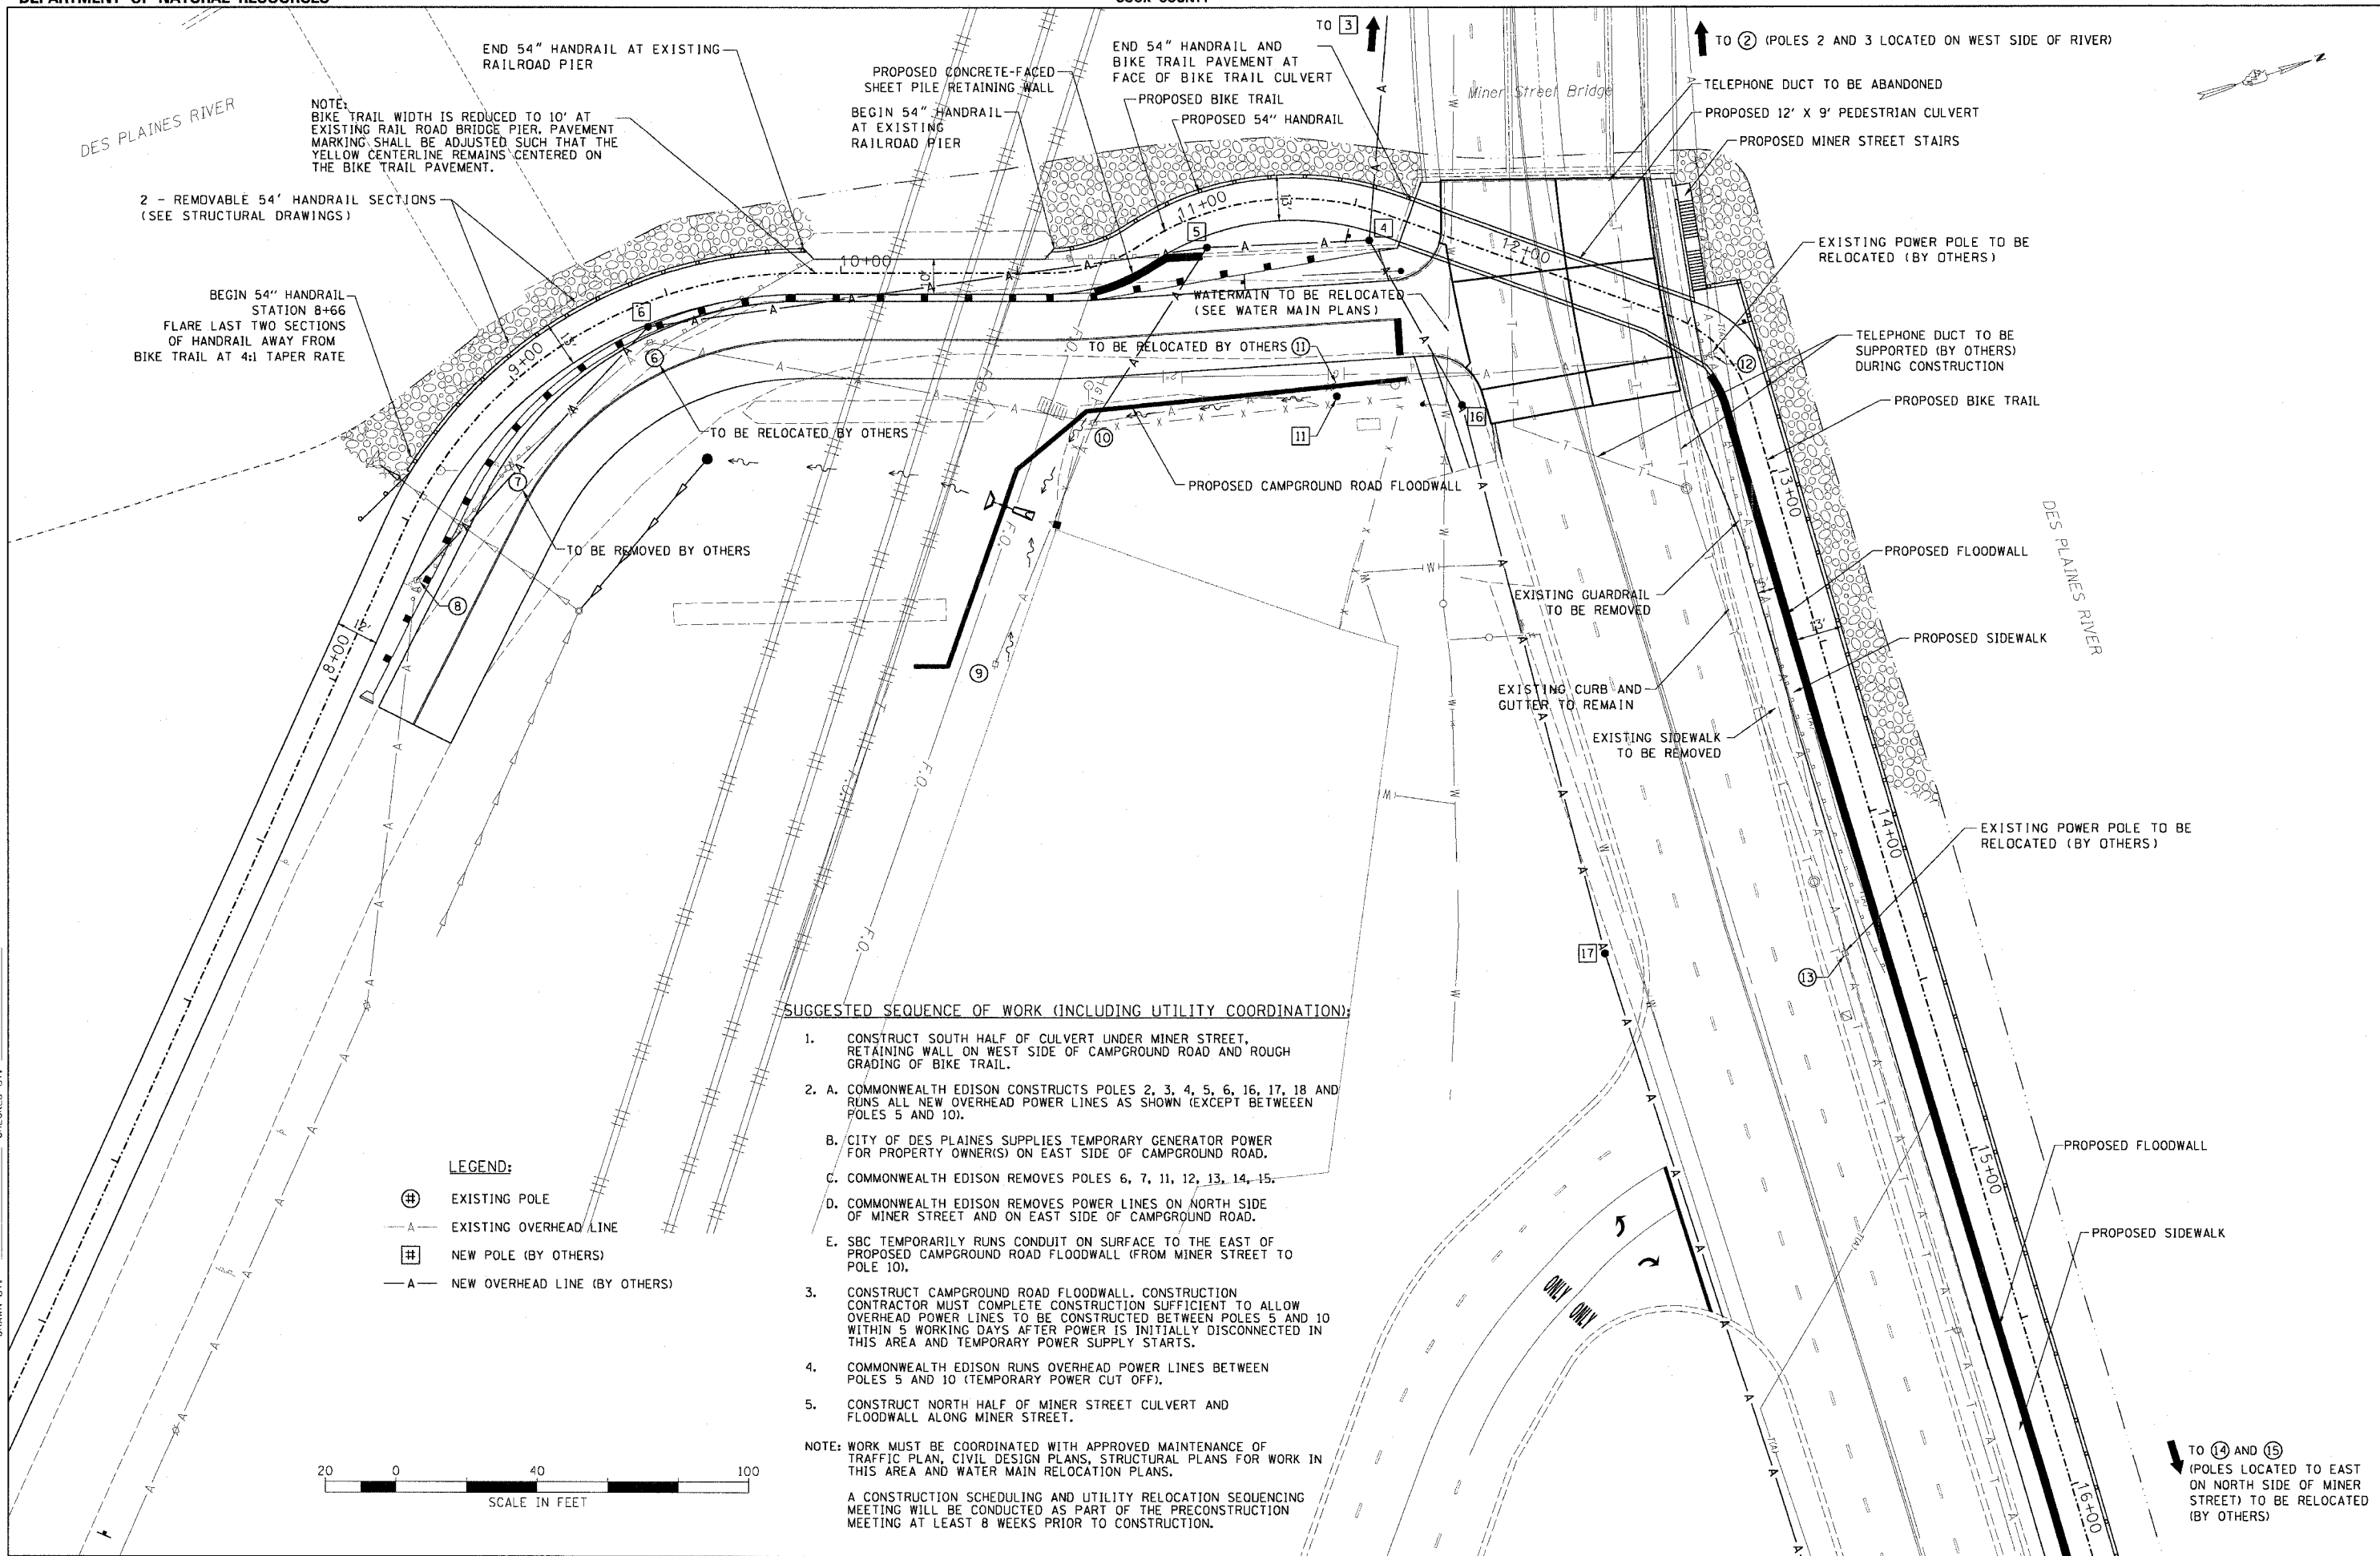 DEPARTMENT OF NATURAL RESOURCES
COOK COUNTY
DES PLAINES RIVER
END 54" HANDRAIL AT EXISTING
RAILROAD PIER
NOTE:
BIKE TRAIL WIDTH IS REDUCED TO 10' AT
EXISTING RAIL ROAD BRIDGE PIER. PAVEMENT
MARKING SHALL BE ADJUSTED SUCH THAT THE
YELLOW CENTERLINE REMAINS CENTERED ON
THE BIKE TRAIL PAVEMENT.
2 - REMOVABLE 54' HANDRAIL SECTIONS
(SEE STRUCTURAL DRAWINGS)
BEGIN 54" HANDRAIL
STATION 8+66
FLARE LAST TWO SECTIONS
OF HANDRAIL AWAY FROM
BIKE TRAIL AT 4:1 TAPER RATE
PROPOSED CONCRETE-FACED
SHEET PILE RETAINING WALL
BEGIN 54" HANDRAIL
AT EXISTING
RAILROAD PIER
END 54" HANDRAIL AND
BIKE TRAIL PAVEMENT AT
FACE OF BIKE TRAIL CULVERT
PROPOSED BIKE TRAIL
PROPOSED 54" HANDRAIL
TO 3
Miner Street Bridge
TO 2 (POLES 2 AND 3 LOCATED ON WEST SIDE OF RIVER)
TELEPHONE DUCT TO BE ABANDONED
PROPOSED 12' X 9' PEDESTRIAN CULVERT
PROPOSED MINER STREET STAIRS
EXISTING POWER POLE TO BE
RELOCATED (BY OTHERS)
TELEPHONE DUCT TO BE
SUPPORTED (BY OTHERS)
DURING CONSTRUCTION
PROPOSED BIKE TRAIL
PROPOSED FLOODWALL
PROPOSED SIDEWALK
DES PLAINES RIVER
8+00
9+00
10+00
11+00
12+00
13+00
14+00
15+00
16+00
12'
13'
10'
13'
13'
6
5
4
6
7
8
9
10
11
11
12
16
17
13
TO BE RELOCATED BY OTHERS
TO BE REMOVED BY OTHERS
WATERMAIN TO BE RELOCATED
(SEE WATER MAIN PLANS)
TO BE RELOCATED BY OTHERS
PROPOSED CAMPGROUND ROAD FLOODWALL
F.O.
F.O.
F.O.
F.O.
F.O.
F.O.
EXISTING GUARDRAIL
TO BE REMOVED
EXISTING CURB AND
GUTTER TO REMAIN
EXISTING SIDEWALK
TO BE REMOVED
EXISTING POWER POLE TO BE
RELOCATED (BY OTHERS)
PROPOSED FLOODWALL
PROPOSED SIDEWALK
ONLY ONLY
TO 14 AND 15
(POLES LOCATED TO EAST
ON NORTH SIDE OF MINER
STREET) TO BE RELOCATED
(BY OTHERS)
SUGGESTED SEQUENCE OF WORK (INCLUDING UTILITY COORDINATION):
1. CONSTRUCT SOUTH HALF OF CULVERT UNDER MINER STREET,
RETAINING WALL ON WEST SIDE OF CAMPGROUND ROAD AND ROUGH
GRADING OF BIKE TRAIL.
2. A. COMMONWEALTH EDISON CONSTRUCTS POLES 2, 3, 4, 5, 6, 16, 17, 18 AND
RUNS ALL NEW OVERHEAD POWER LINES AS SHOWN (EXCEPT BETWEEEN
POLES 5 AND 10).
B. CITY OF DES PLAINES SUPPLIES TEMPORARY GENERATOR POWER
FOR PROPERTY OWNER(S) ON EAST SIDE OF CAMPGROUND ROAD.
C. COMMONWEALTH EDISON REMOVES POLES 6, 7, 11, 12, 13, 14, 15.
D. COMMONWEALTH EDISON REMOVES POWER LINES ON NORTH SIDE
OF MINER STREET AND ON EAST SIDE OF CAMPGROUND ROAD.
E. SBC TEMPORARILY RUNS CONDUIT ON SURFACE TO THE EAST OF
PROPOSED CAMPGROUND ROAD FLOODWALL (FROM MINER STREET TO
POLE 10).
3. CONSTRUCT CAMPGROUND ROAD FLOODWALL. CONSTRUCTION
CONTRACTOR MUST COMPLETE CONSTRUCTION SUFFICIENT TO ALLOW
OVERHEAD POWER LINES TO BE CONSTRUCTED BETWEEN POLES 5 AND 10
WITHIN 5 WORKING DAYS AFTER POWER IS INITIALLY DISCONNECTED IN
THIS AREA AND TEMPORARY POWER SUPPLY STARTS.
4. COMMONWEALTH EDISON RUNS OVERHEAD POWER LINES BETWEEN
POLES 5 AND 10 (TEMPORARY POWER CUT OFF).
5. CONSTRUCT NORTH HALF OF MINER STREET CULVERT AND
FLOODWALL ALONG MINER STREET.
NOTE: WORK MUST BE COORDINATED WITH APPROVED MAINTENANCE OF
TRAFFIC PLAN, CIVIL DESIGN PLANS, STRUCTURAL PLANS FOR WORK IN
THIS AREA AND WATER MAIN RELOCATION PLANS.
A CONSTRUCTION SCHEDULING AND UTILITY RELOCATION SEQUENCING
MEETING WILL BE CONDUCTED AS PART OF THE PRECONSTRUCTION
MEETING AT LEAST 8 WEEKS PRIOR TO CONSTRUCTION.
LEGEND:
# EXISTING POLE
A EXISTING OVERHEAD LINE
# NEW POLE (BY OTHERS)
A NEW OVERHEAD LINE (BY OTHERS)
20 0 40 100
SCALE IN FEET